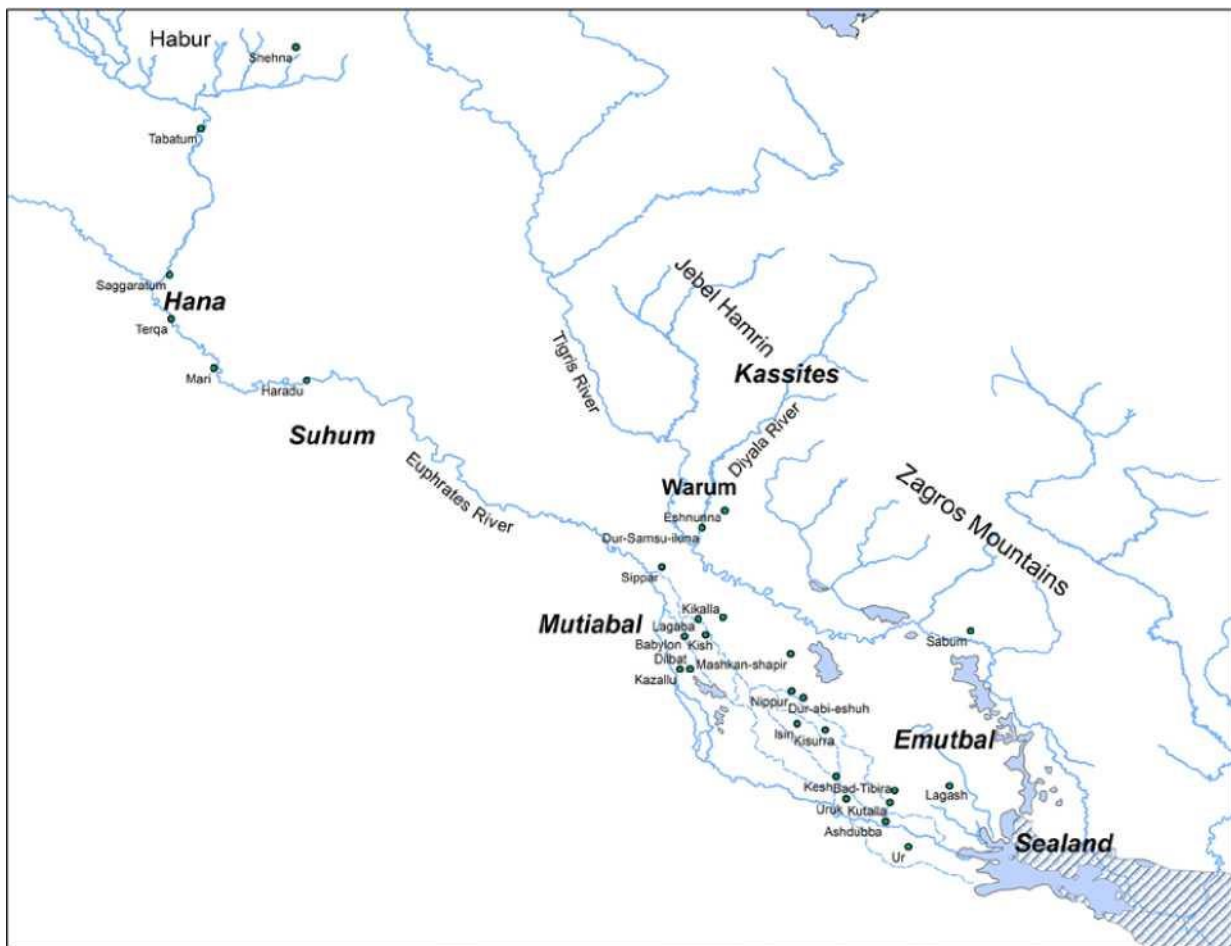 Habur
Shehna
Tabatum
Saggaratum
Hana
Terqa
Mari
Haradu
Suhum
Euphrates River
Tigris River
Jebel Hamrin
Kassites
Diyala River
Warum
Eshnunna
Dur-Samsu-iluna
Sippar
Zagros Mountains
Mutiabal
Kikalla
Lagaba
Babylon
Kish
Dilbat
Mashkan-shapir
Kazallu
Sabum
Nippur
Dur-abi-eshuh
Isin
Kisurra
Emutbal
Kesh
Bad-Tibira
Lagash
Uruk
Kutalla
Ashdubba
Ur
Sealand